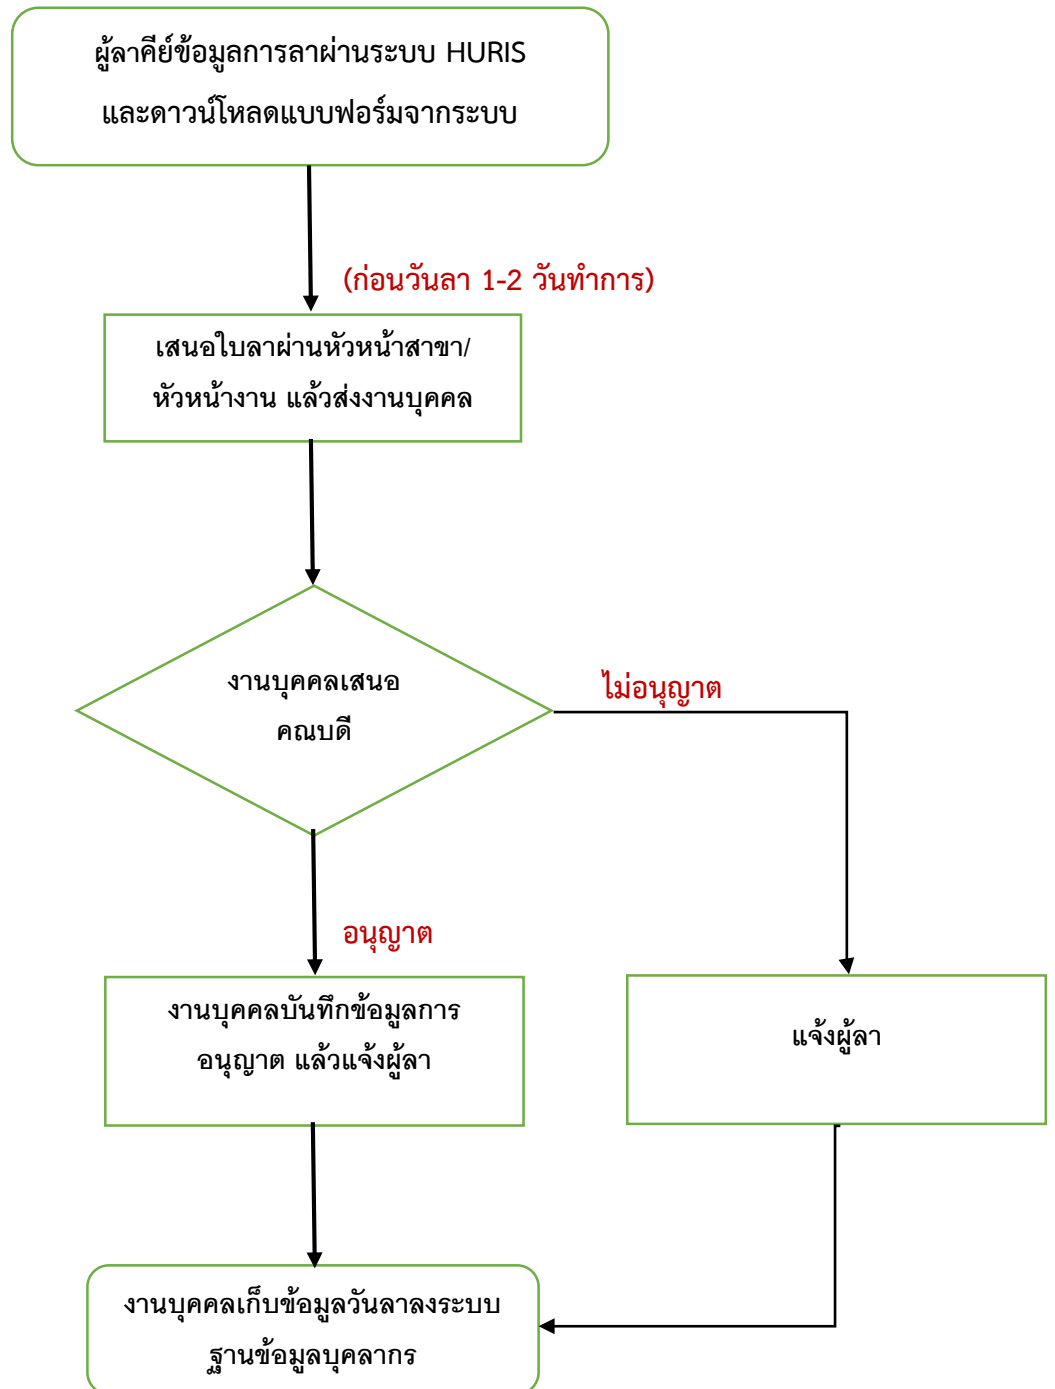 ผู้ลาคีย์ข้อมูลการลาผ่านระบบ HURIS
และดาวน์โหลดแบบฟอร์มจากระบบ
(ก่อนวันลา 1-2 วันทำการ)
เสนอใบลาผ่านหัวหน้าสาขา/
หัวหน้างาน แล้วส่งงานบุคคล
งานบุคคลเสนอ
คณบดี
ไม่อนุญาต
อนุญาต
งานบุคคลบันทึกข้อมูลการ
อนุญาต แล้วแจ้งผู้ลา
แจ้งผู้ลา
งานบุคคลเก็บข้อมูลวันลาลงระบบ
ฐานข้อมูลบุคลากร